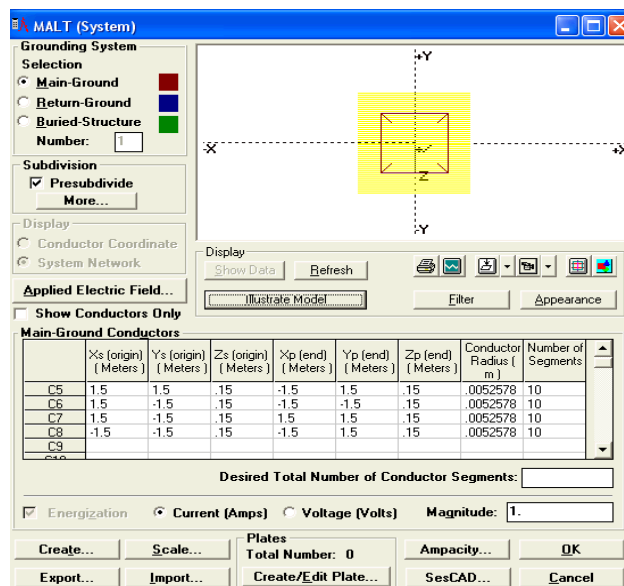 MALT (System)
Grounding System
Selection
Main-Ground
Return-Ground
Buried-Structure
Number: 1
Subdivision
Presubdivide
More...
Display
Conductor Coordinate
System Network
Applied Electric Field...
Show Conductors Only
+Y
-X
+X
Z
-Y
Display
Show Data
Refresh
Illustrate Model
Filter
Appearance
Main-Ground Conductors
Xs (origin) (Meters) Ys (origin) (Meters) Zs (origin) (Meters) Xp (end) (Meters) Yp (end) (Meters) Zp (end) (Meters) Conductor Radius (m) Number of Segments
C5 1.5 1.5 .15 -1.5 1.5 .15 .0052578 10
C6 1.5 -1.5 .15 -1.5 -1.5 .15 .0052578 10
C7 1.5 -1.5 .15 1.5 1.5 .15 .0052578 10
C8 -1.5 -1.5 .15 -1.5 1.5 .15 .0052578 10
C9
Desired Total Number of Conductor Segments:
Energization Current (Amps) Voltage (Volts) Magnitude: 1.
Create... Scale... Plates Total Number: 0 Ampacity... OK
Export... Import... Create/Edit Plate... SesCAD... Cancel